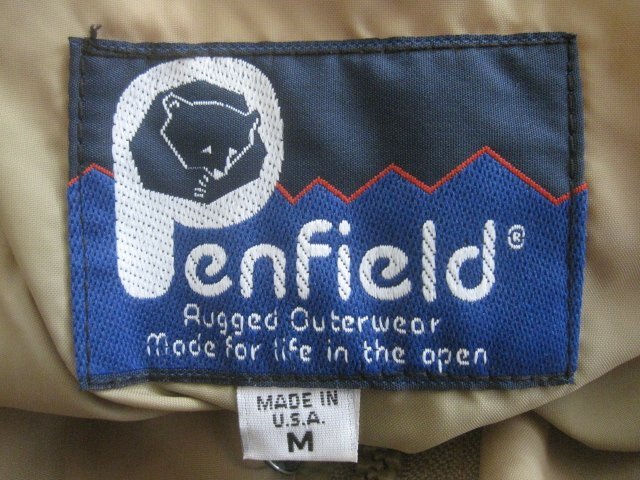 Penfield®
Rugged Outerwear
Made for life in the open
MADE IN
U.S.A.
M